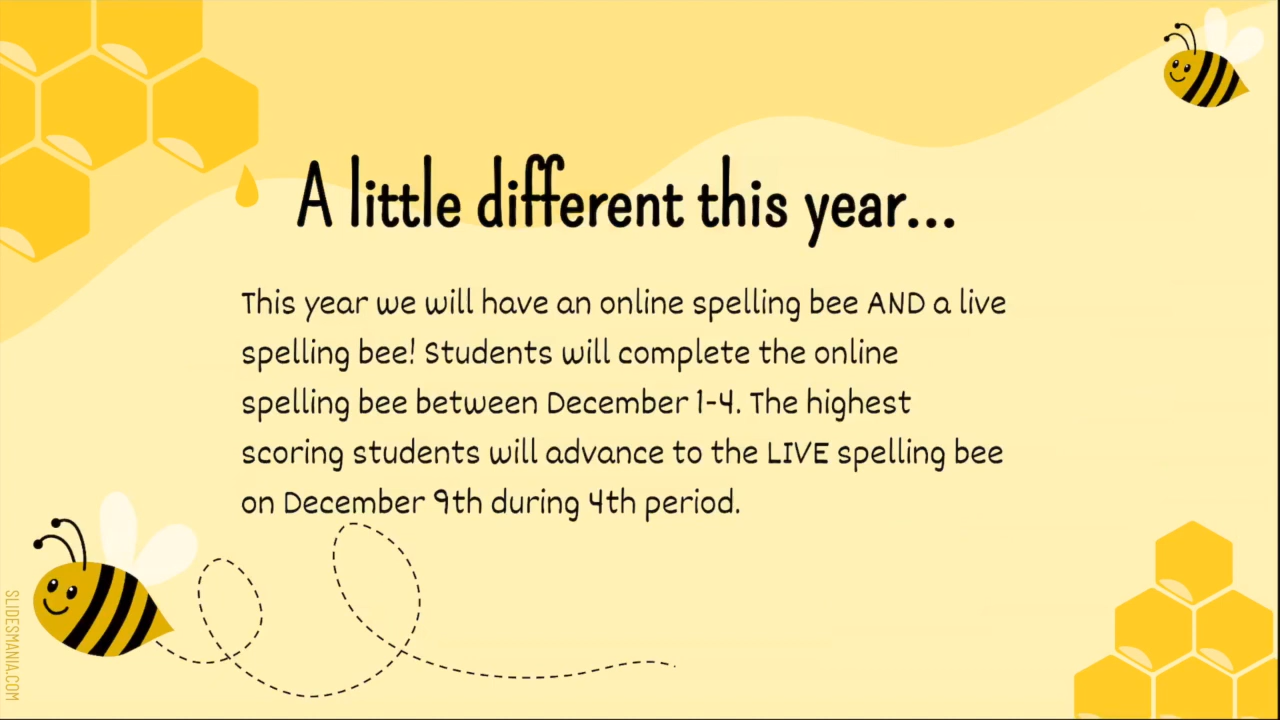 A little different this year...
This year we will have an online spelling bee AND a live
spelling bee! Students will complete the online
spelling bee between December 1-4. The highest
scoring students will advance to the LIVE spelling bee
on December 9th during 4th period.
SLIDESMANIA.COM